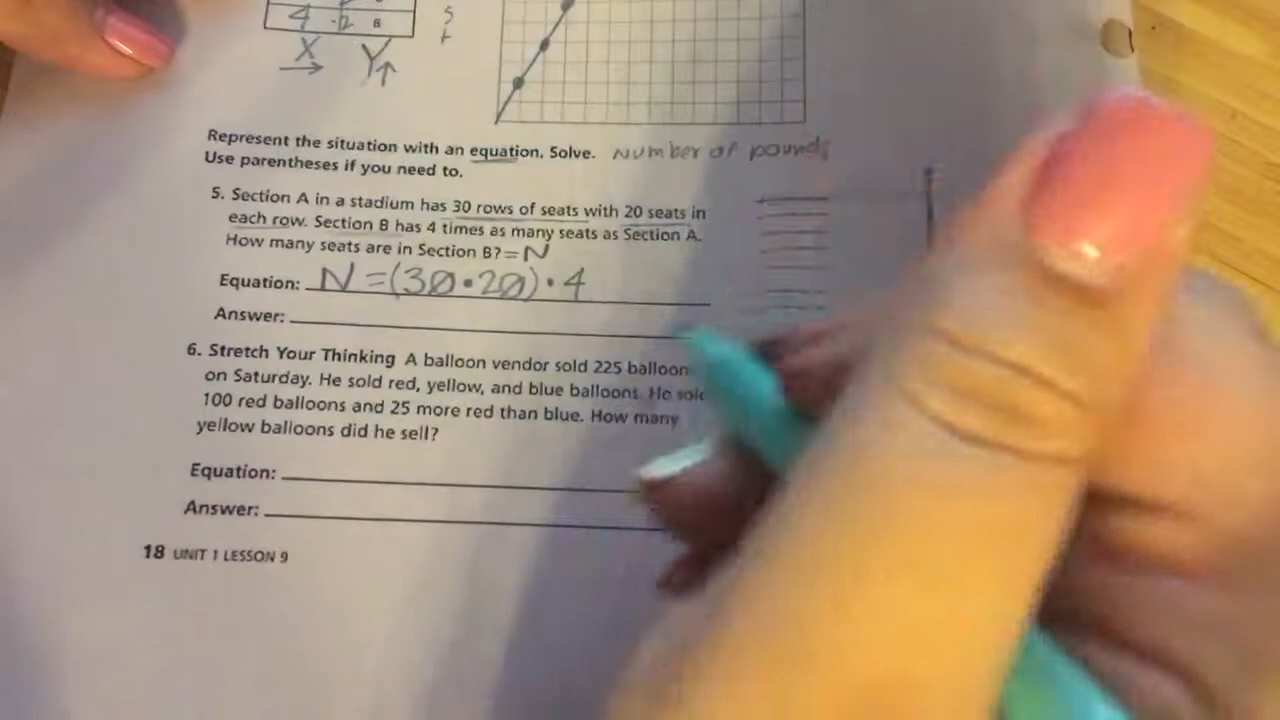 4 -12 8
X Y
Represent the situation with an equation. Solve. Number of pounds
Use parentheses if you need to.
5. Section A in a stadium has 30 rows of seats with 20 seats in
each row. Section B has 4 times as many seats as Section A.
How many seats are in Section B? = N
Equation: N = (30 • 20) • 4
Answer:
6. Stretch Your Thinking A balloon vendor sold 225 balloon
on Saturday. He sold red, yellow, and blue balloons. He sold
100 red balloons and 25 more red than blue. How many
yellow balloons did he sell?
Equation:
Answer:
18 UNIT 1 LESSON 9